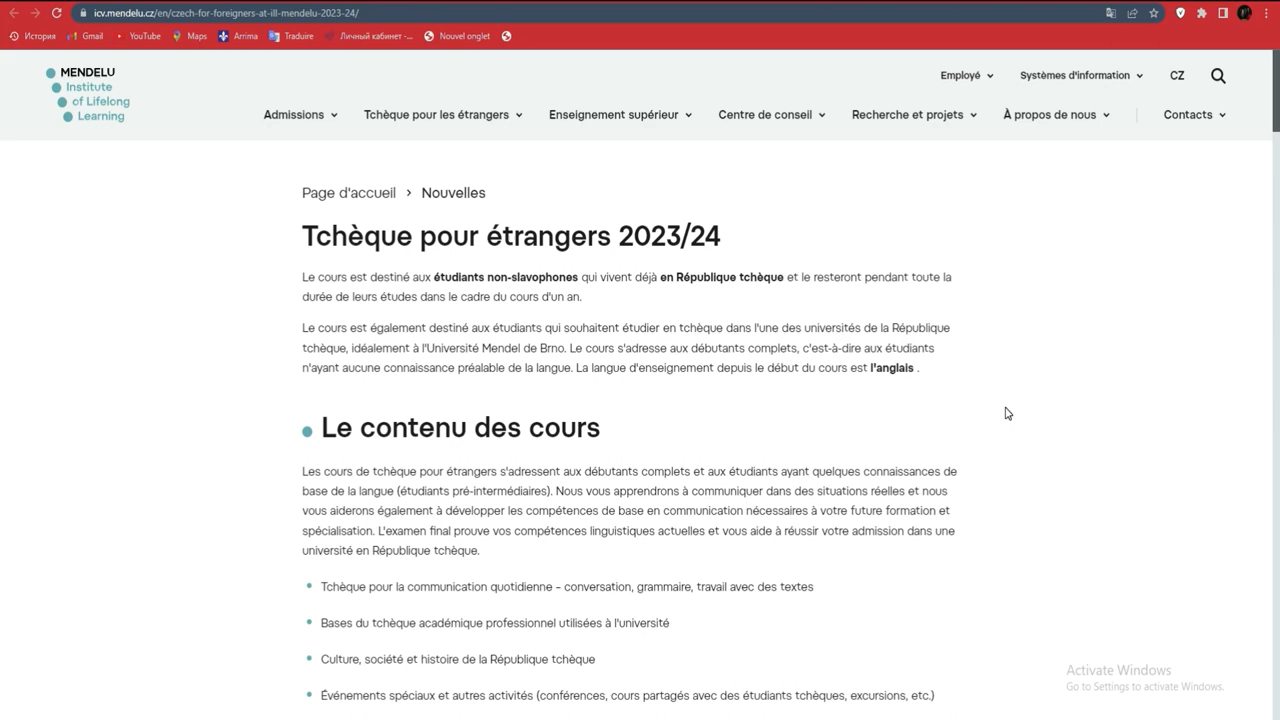 icv.mendelu.cz/en/czech-for-foreigners-at-ill-mendelu-2023-24/
История Gmail YouTube Maps Arrima Traduire Личный кабинет -... Nouvel onglet
MENDELU
Institute
of Lifelong
Learning
Employé Systèmes d'information CZ
Admissions Tchèque pour les étrangers Enseignement supérieur Centre de conseil Recherche et projets À propos de nous Contacts
Page d'accueil > Nouvelles
Tchèque pour étrangers 2023/24
Le cours est destiné aux étudiants non-slavophones qui vivent déjà en République tchèque et le resteront pendant toute la
durée de leurs études dans le cadre du cours d'un an.
Le cours est également destiné aux étudiants qui souhaitent étudier en tchèque dans l'une des universités de la République
tchèque, idéalement à l'Université Mendel de Brno. Le cours s'adresse aux débutants complets, c'est-à-dire aux étudiants
n'ayant aucune connaissance préalable de la langue. La langue d'enseignement depuis le début du cours est l'anglais .
Le contenu des cours
Les cours de tchèque pour étrangers s'adressent aux débutants complets et aux étudiants ayant quelques connaissances de
base de la langue (étudiants pré-intermédiaires). Nous vous apprendrons à communiquer dans des situations réelles et nous
vous aiderons également à développer les compétences de base en communication nécessaires à votre future formation et
spécialisation. L'examen final prouve vos compétences linguistiques actuelles et vous aide à réussir votre admission dans une
université en République tchèque.
Tchèque pour la communication quotidienne – conversation, grammaire, travail avec des textes
Bases du tchèque académique professionnel utilisées à l'université
Culture, société et histoire de la République tchèque
Événements spéciaux et autres activités (conférences, cours partagés avec des étudiants tchèques, excursions, etc.)
Activate Windows
Go to Settings to activate Windows.